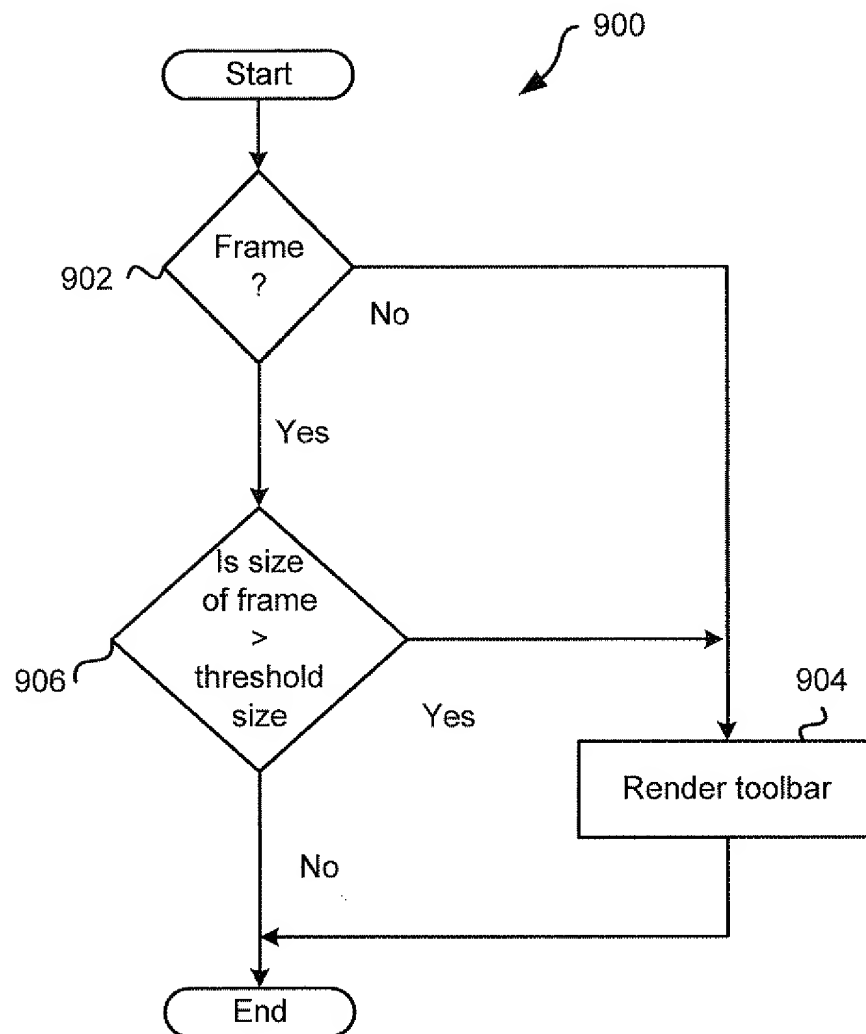 900
Start
Frame
?
902
No
Yes
Is size
of frame
>
threshold
size
906
Yes
904
Render toolbar
No
End